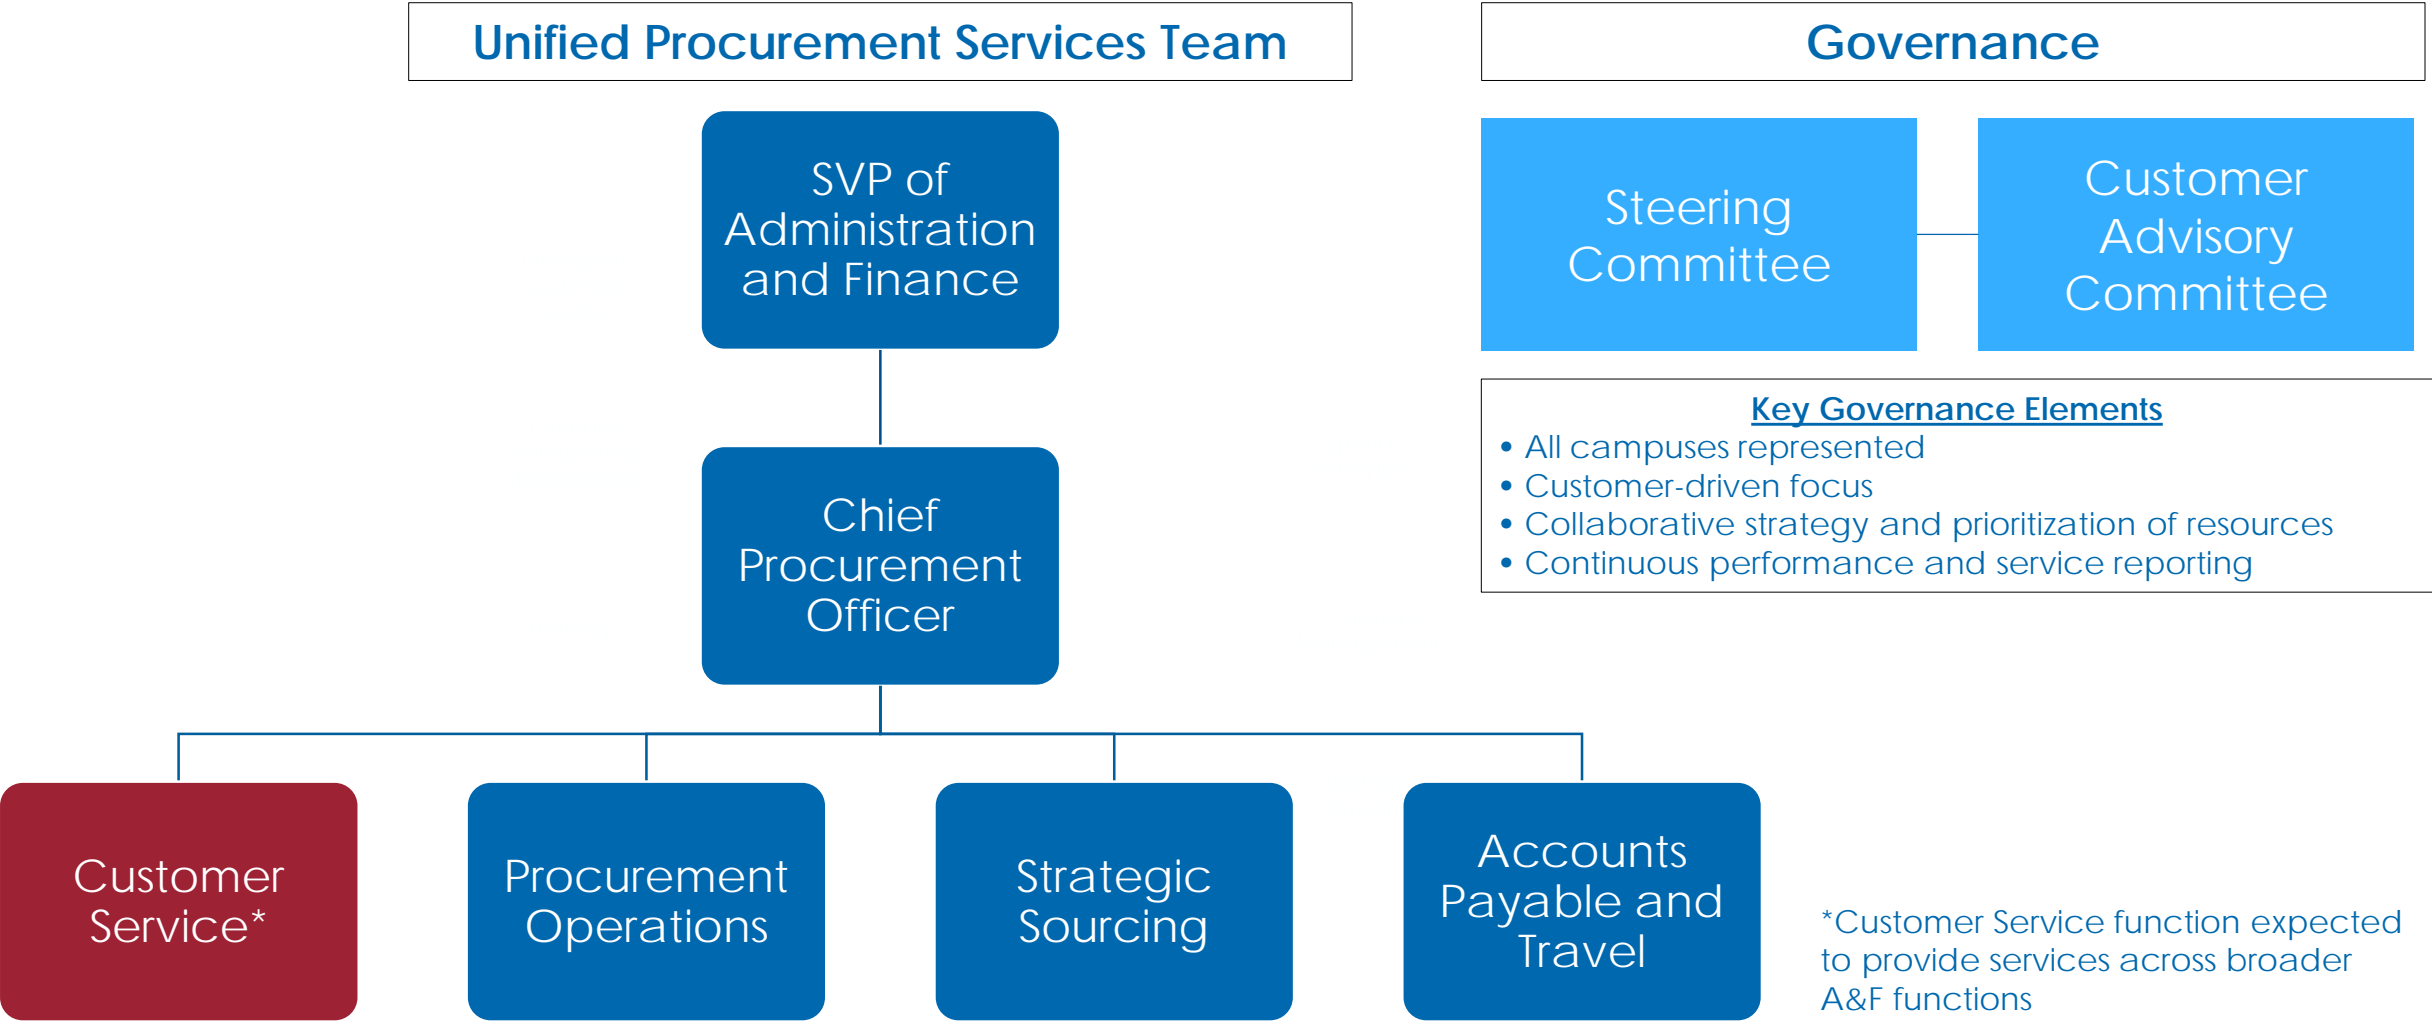 Unified Procurement Services Team
Governance
SVP of
Administration
and Finance
Steering
Committee
Customer
Advisory
Committee
Key Governance Elements
• All campuses represented
• Customer-driven focus
• Collaborative strategy and prioritization of resources
• Continuous performance and service reporting
Chief
Procurement
Officer
Customer
Service*
Procurement
Operations
Strategic
Sourcing
Accounts
Payable and
Travel
*Customer Service function expected
to provide services across broader
A&F functions